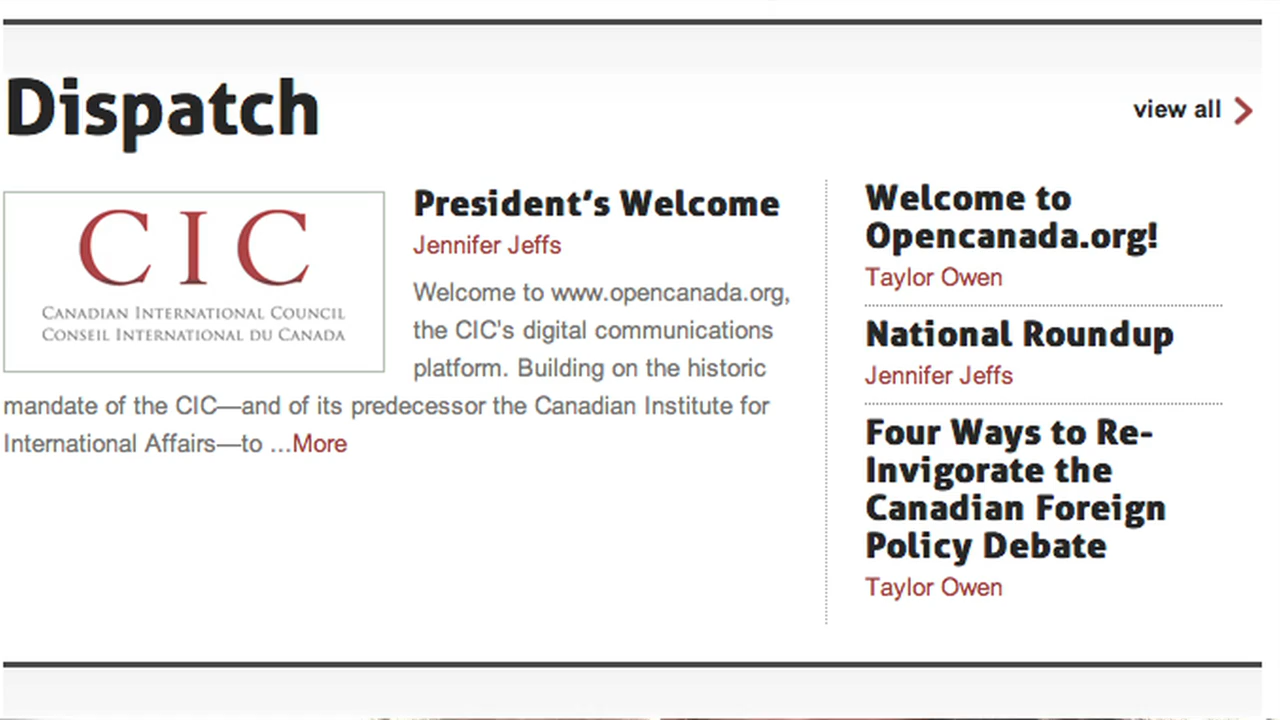 Dispatch
view all
CIC
CANADIAN INTERNATIONAL COUNCIL
CONSEIL INTERNATIONAL DU CANADA
President's Welcome
Jennifer Jeffs
Welcome to www.opencanada.org,
the CIC's digital communications
platform. Building on the historic
mandate of the CIC—and of its predecessor the Canadian Institute for
International Affairs—to ...More
Welcome to
Opencanada.org!
Taylor Owen
National Roundup
Jennifer Jeffs
Four Ways to Re-
Invigorate the
Canadian Foreign
Policy Debate
Taylor Owen